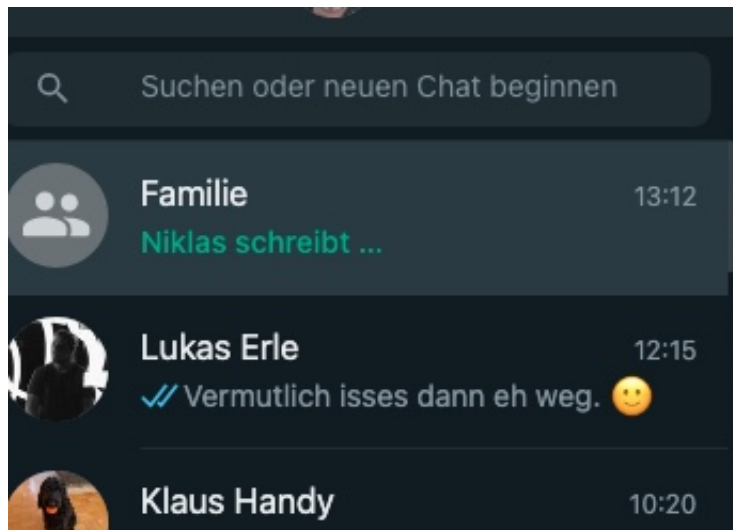 Suchen oder neuen Chat beginnen
Familie 13:12
Niklas schreibt ...
Lukas Erle 12:15
Vermutlich isses dann eh weg. 🙂
Klaus Handy 10:20